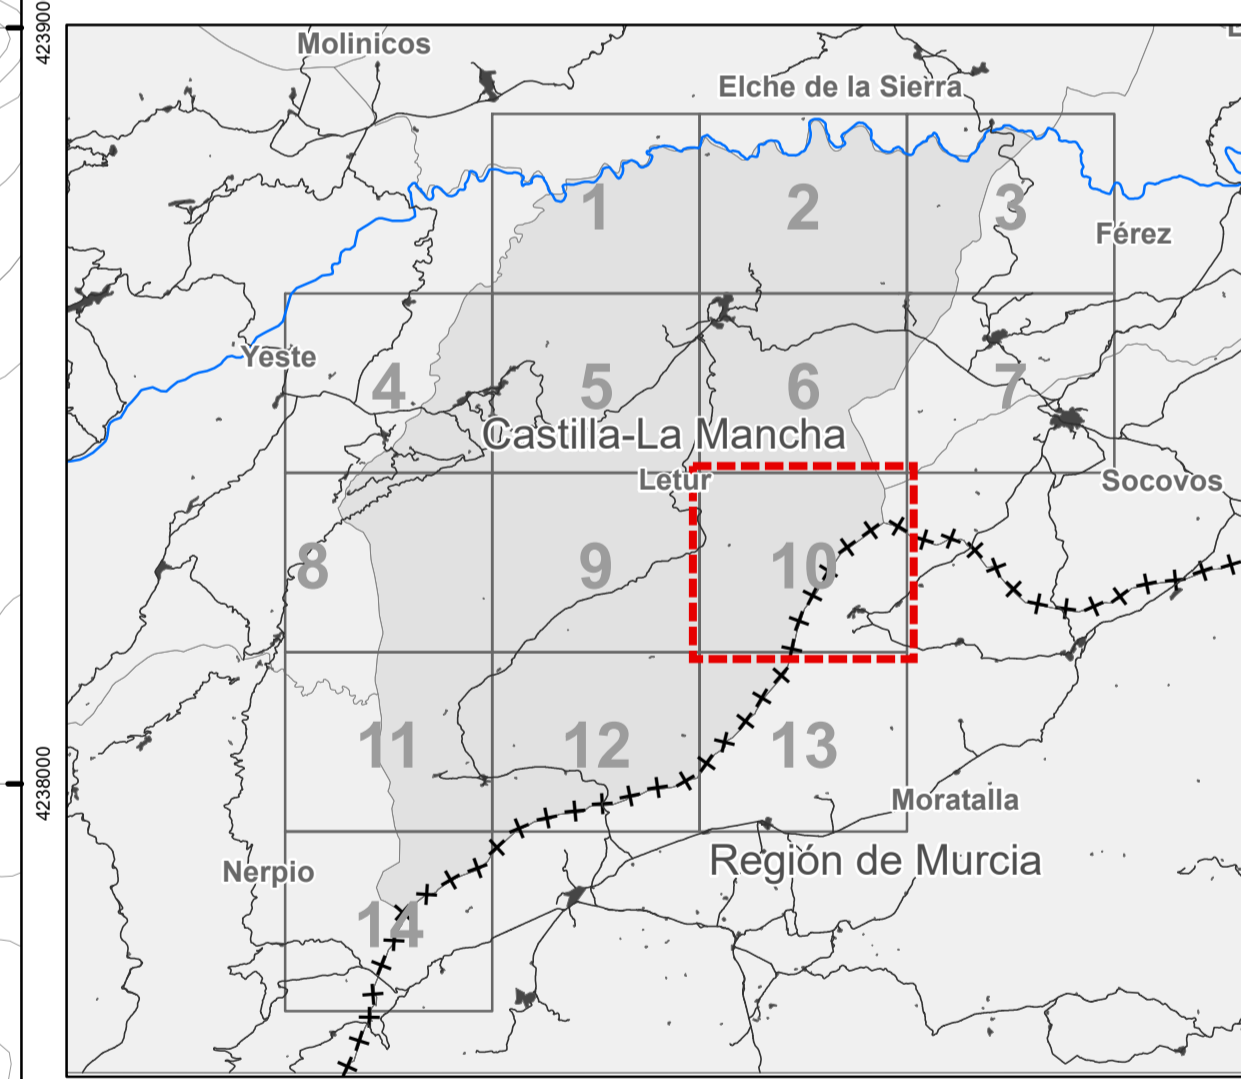 423900
Molinicos
Elche de la Sierra
1
2
3
Férez
Yeste
4
5
6
7
Castilla-La Mancha
Letur
Socovos
8
9
10
11
12
13
4238000
Moratalla
Región de Murcia
Nerpio
14